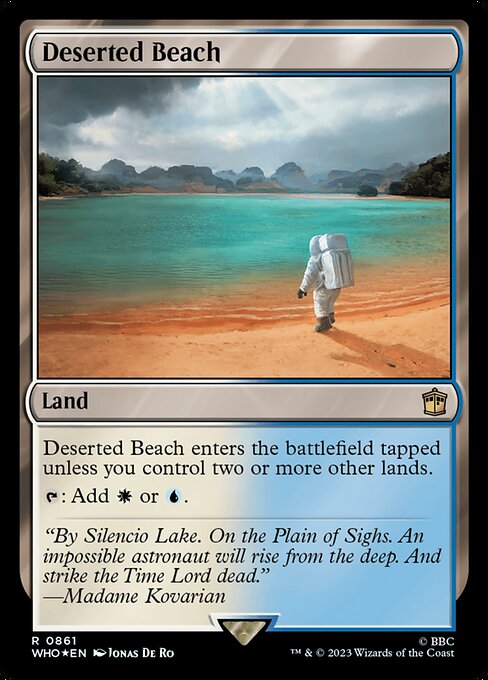 Deserted Beach
Land
Deserted Beach enters the battlefield tapped
unless you control two or more other lands.
: Add or .
“By Silencio Lake. On the Plain of Sighs. An
impossible astronaut will rise from the deep. And
strike the Time Lord dead.”
—Madame Kovarian
R 0861
WHO★EN Jonas De Ro
© BBC
™ & © 2023 Wizards of the Coast